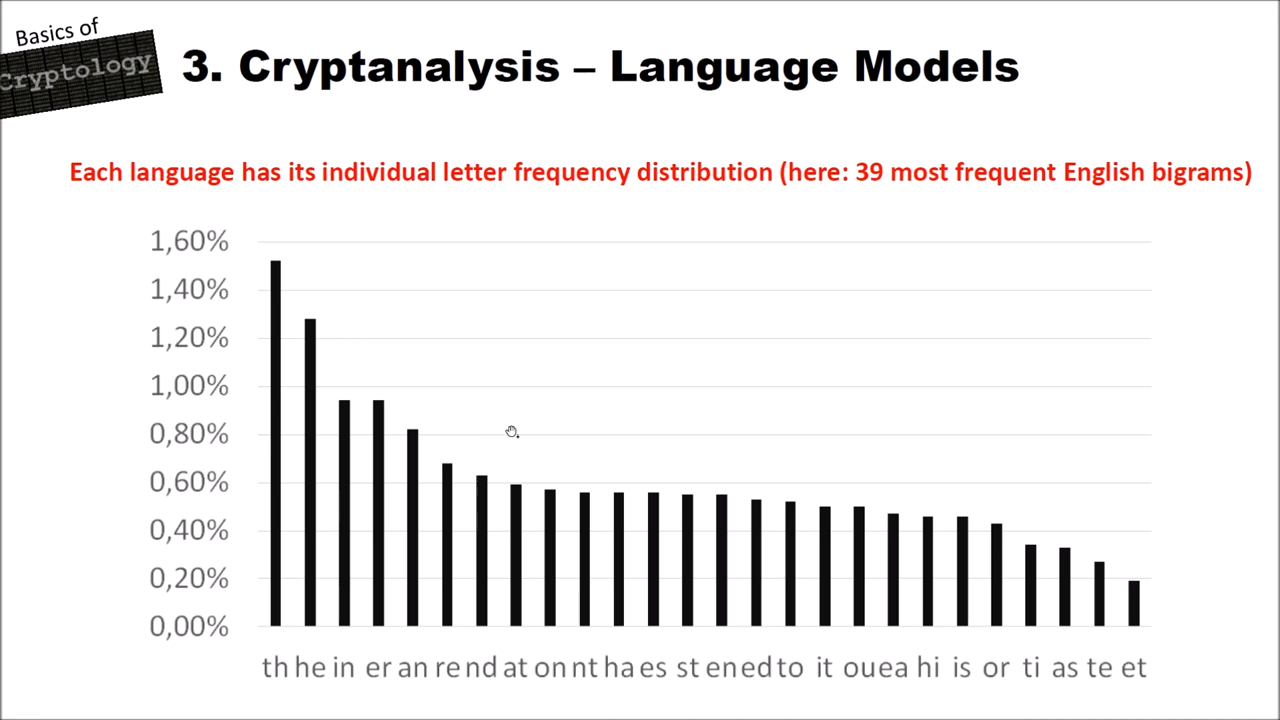 Basics of
Cryptology
3. Cryptanalysis – Language Models
Each language has its individual letter frequency distribution (here: 39 most frequent English bigrams)
1,60%
1,40%
1,20%
1,00%
0,80%
0,60%
0,40%
0,20%
0,00%
th he in er an re nd at on nt ha es st en ed to it ou ea hi is or ti as te et